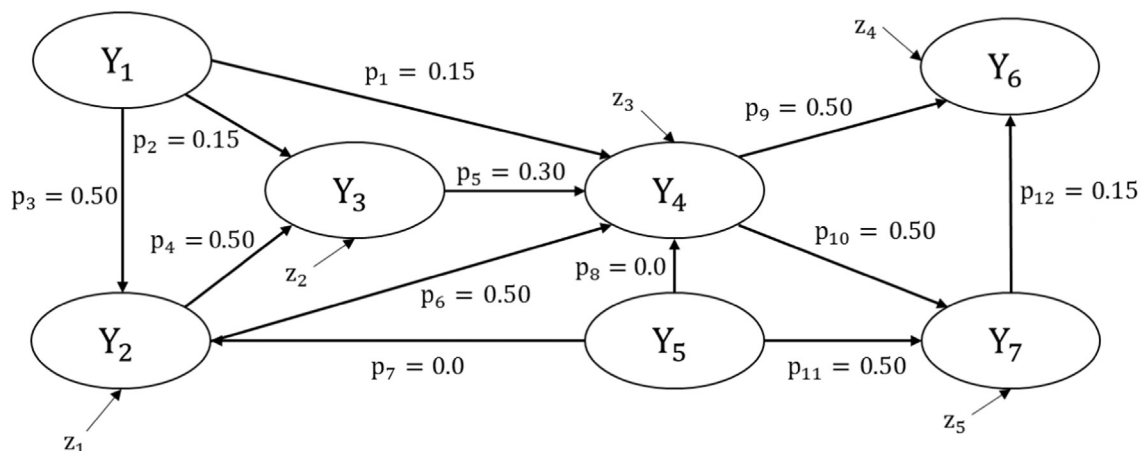 Y₁
z₄
Y₆
p₁ = 0.15
z₃
p₉ = 0.50
p₂ = 0.15
p₃ = 0.50
Y₃
p₅ = 0.30
Y₄
p₁₂ = 0.15
p₄ = 0.50
z₂
p₁₀ = 0.50
p₈ = 0.0
p₆ = 0.50
Y₂
Y₅
Y₇
p₇ = 0.0
p₁₁ = 0.50
z₁
z₅